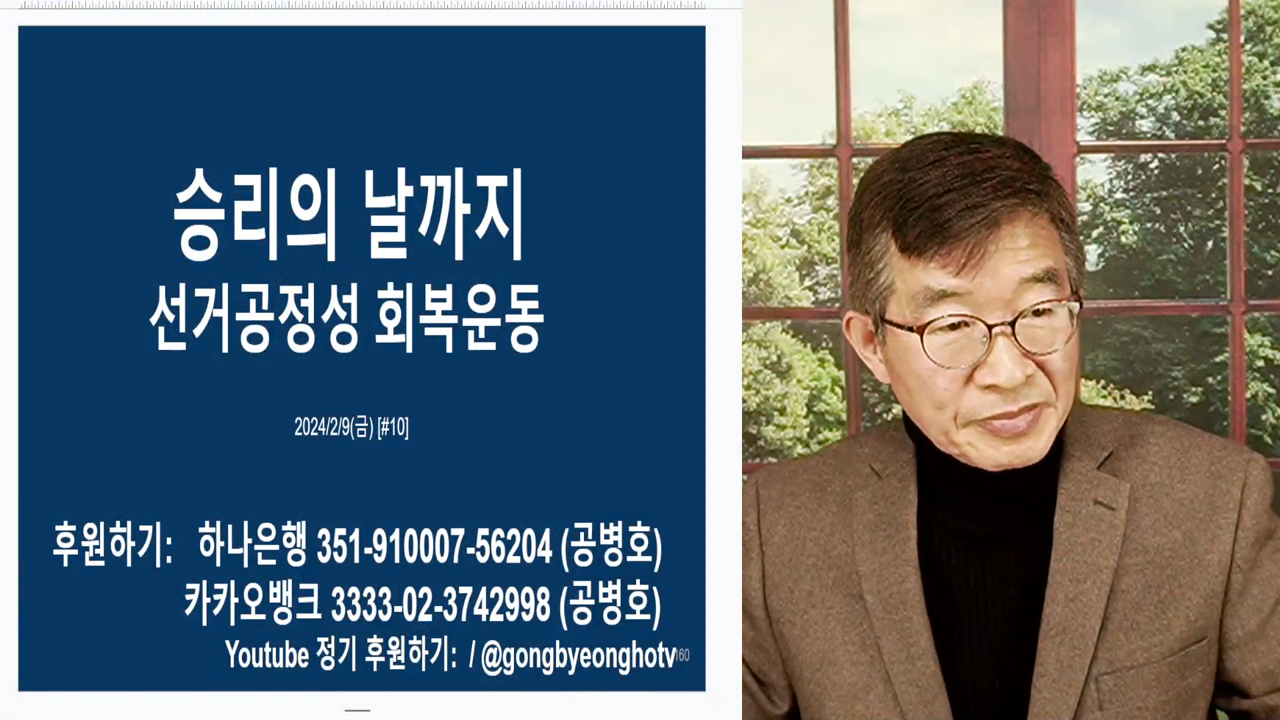 승리의 날까지
선거공정성 회복운동
2024/2/9(금) [#10]
후원하기: 하나은행 351-910007-56204 (공병호)
카카오뱅크 3333-02-3742998 (공병호)
Youtube 정기 후원하기: / @gongbyeonghotv
160